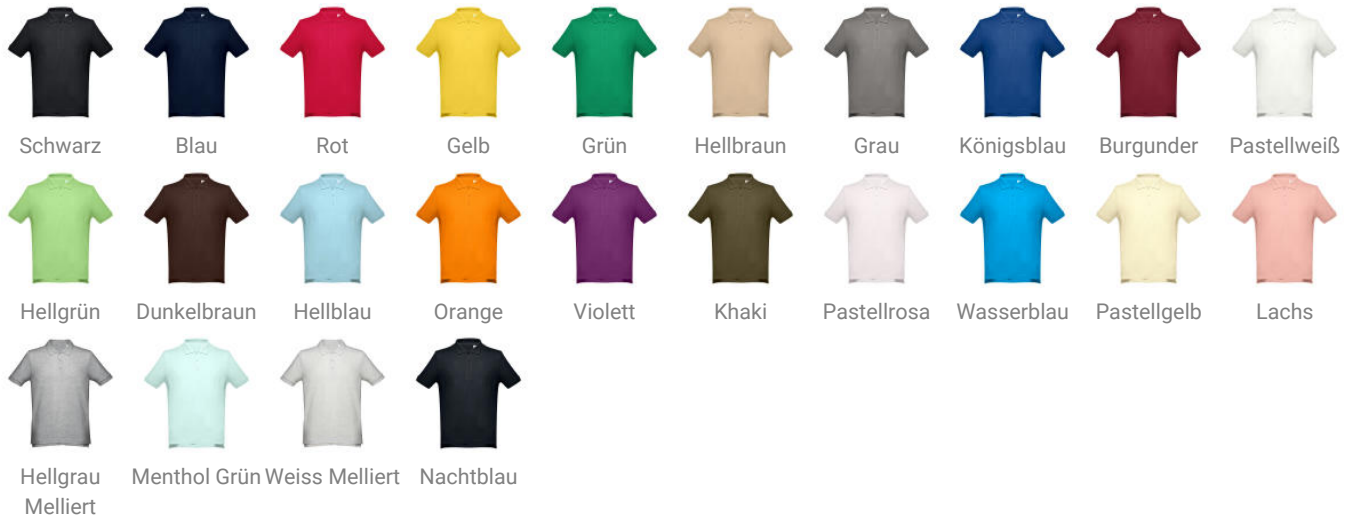 Schwarz Blau Rot Gelb Grün Hellbraun Grau Königsblau Burgunder Pastellweiß
Hellgrün Dunkelbraun Hellblau Orange Violett Khaki Pastellrosa Wasserblau Pastellgelb Lachs
Hellgrau Menthol Grün Weiss Melliert Nachtblau
Melliert